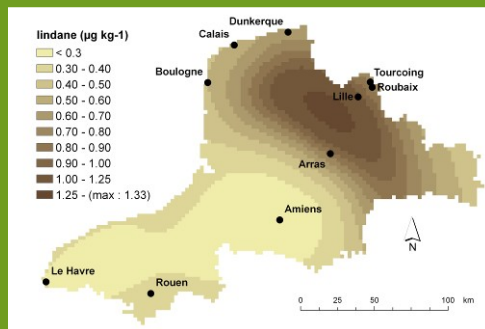 Dunkerque
lindane (µg kg-1)
Calais
< 0.3
0.30 - 0.40
Boulogne
Tourcoing
0.40 - 0.50
Roubaix
0.50 - 0.60
Lille
0.60 - 0.70
0.70 - 0.80
0.80 - 0.90
0.90 - 1.00
1.00 - 1.25
Arras
1.25 - (max : 1.33)
Amiens
N
Le Havre
Rouen
0 25 50 100 km